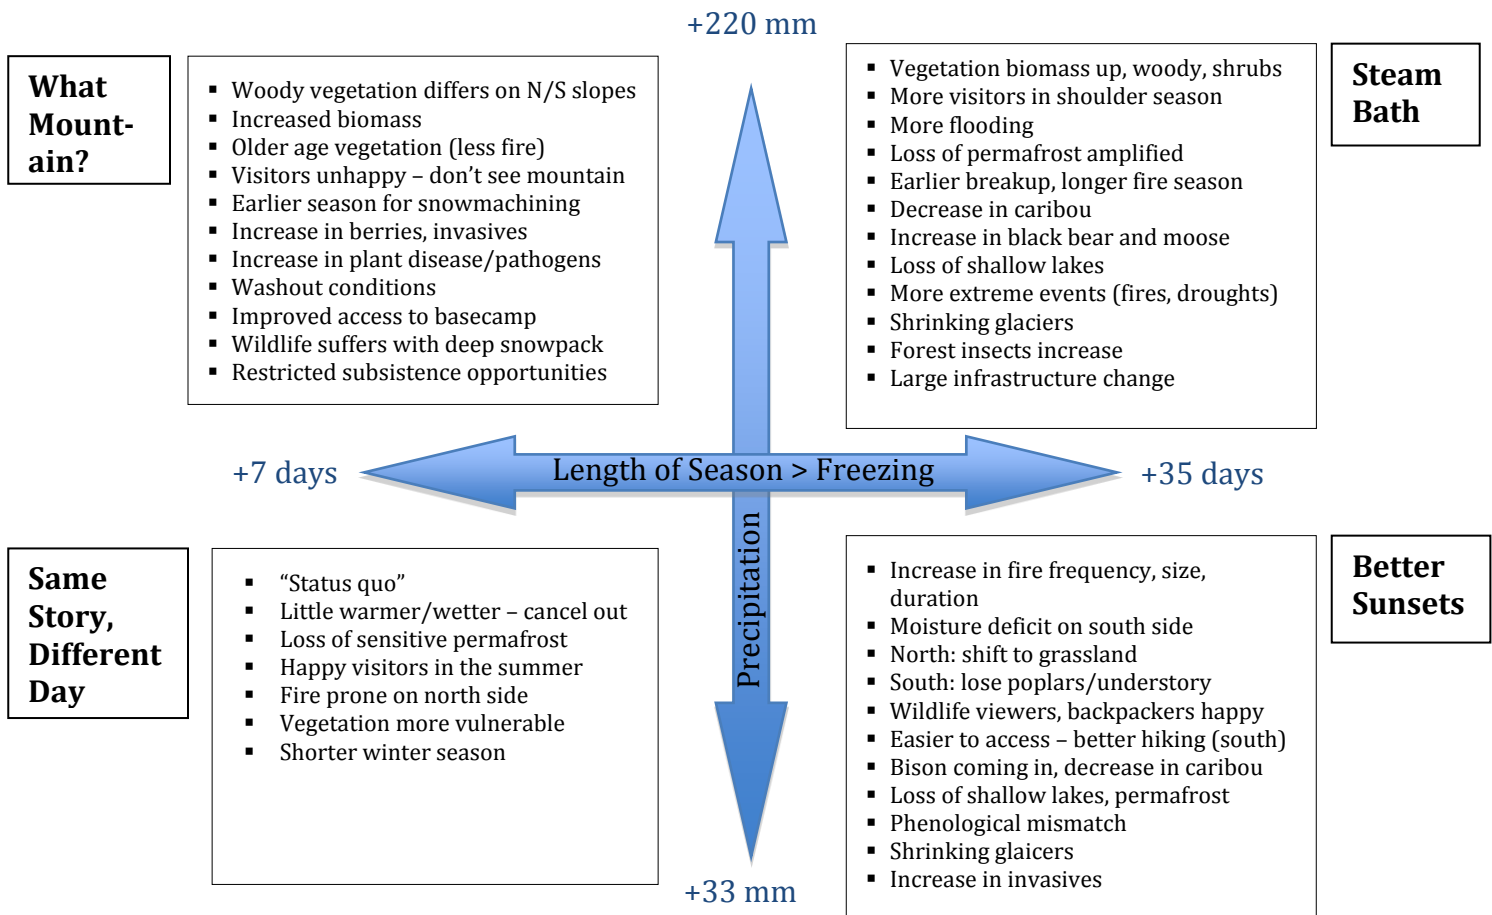 +220 mm
What
Mount-
ain?
▪ Woody vegetation differs on N/S slopes
▪ Increased biomass
▪ Older age vegetation (less fire)
▪ Visitors unhappy – don’t see mountain
▪ Earlier season for snowmachining
▪ Increase in berries, invasives
▪ Increase in plant disease/pathogens
▪ Washout conditions
▪ Improved access to basecamp
▪ Wildlife suffers with deep snowpack
▪ Restricted subsistence opportunities
▪ Vegetation biomass up, woody, shrubs
▪ More visitors in shoulder season
▪ More flooding
▪ Loss of permafrost amplified
▪ Earlier breakup, longer fire season
▪ Decrease in caribou
▪ Increase in black bear and moose
▪ Loss of shallow lakes
▪ More extreme events (fires, droughts)
▪ Shrinking glaciers
▪ Forest insects increase
▪ Large infrastructure change
Steam
Bath
+7 days
Length of Season > Freezing
+35 days
Precipitation
Same
Story,
Different
Day
▪ “Status quo”
▪ Little warmer/wetter – cancel out
▪ Loss of sensitive permafrost
▪ Happy visitors in the summer
▪ Fire prone on north side
▪ Vegetation more vulnerable
▪ Shorter winter season
▪ Increase in fire frequency, size,
duration
▪ Moisture deficit on south side
▪ North: shift to grassland
▪ South: lose poplars/understory
▪ Wildlife viewers, backpackers happy
▪ Easier to access – better hiking (south)
▪ Bison coming in, decrease in caribou
▪ Loss of shallow lakes, permafrost
▪ Phenological mismatch
▪ Shrinking glaicers
▪ Increase in invasives
Better
Sunsets
+33 mm